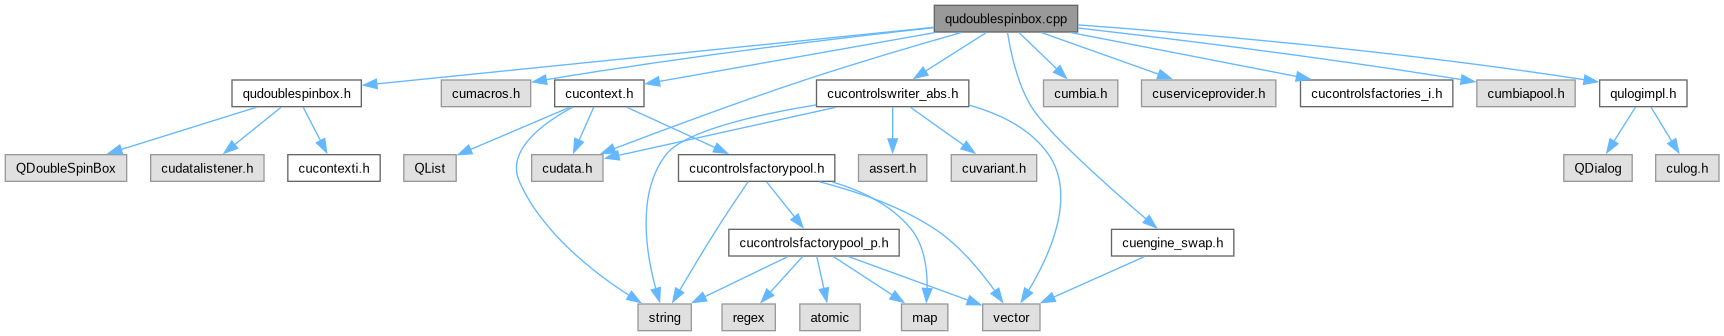 qudoublespinbox.cpp
qudoublespinbox.h
cumacros.h
cucontext.h
cucontrolswriter_abs.h
cumbia.h
cuserviceprovider.h
cucontrolsfactories_i.h
cumbiapool.h
qulogimpl.h
QDoubleSpinBox
cudatalistener.h
cucontexti.h
QList
cudata.h
cucontrolsfactorypool.h
assert.h
cuvariant.h
QDialog
culog.h
cucontrolsfactorypool_p.h
cuengine_swap.h
string
regex
atomic
map
vector